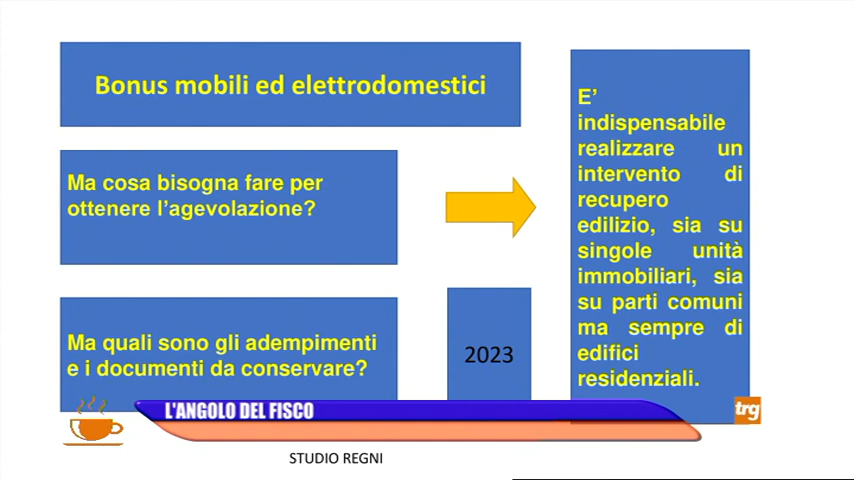 Bonus mobili ed elettrodomestici
Ma cosa bisogna fare per
ottenere l'agevolazione?
E'
indispensabile
realizzare un
intervento di
recupero
edilizio, sia su
singole unità
immobiliari, sia
su parti comuni
ma sempre di
edifici
residenziali.
Ma quali sono gli adempimenti
e i documenti da conservare?
2023
L'ANGOLO DEL FISCO
trg
STUDIO REGNI